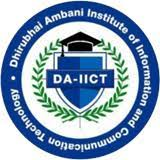 Dhirubhai Ambani Institute of Information and Communication Technology
DA-IICT